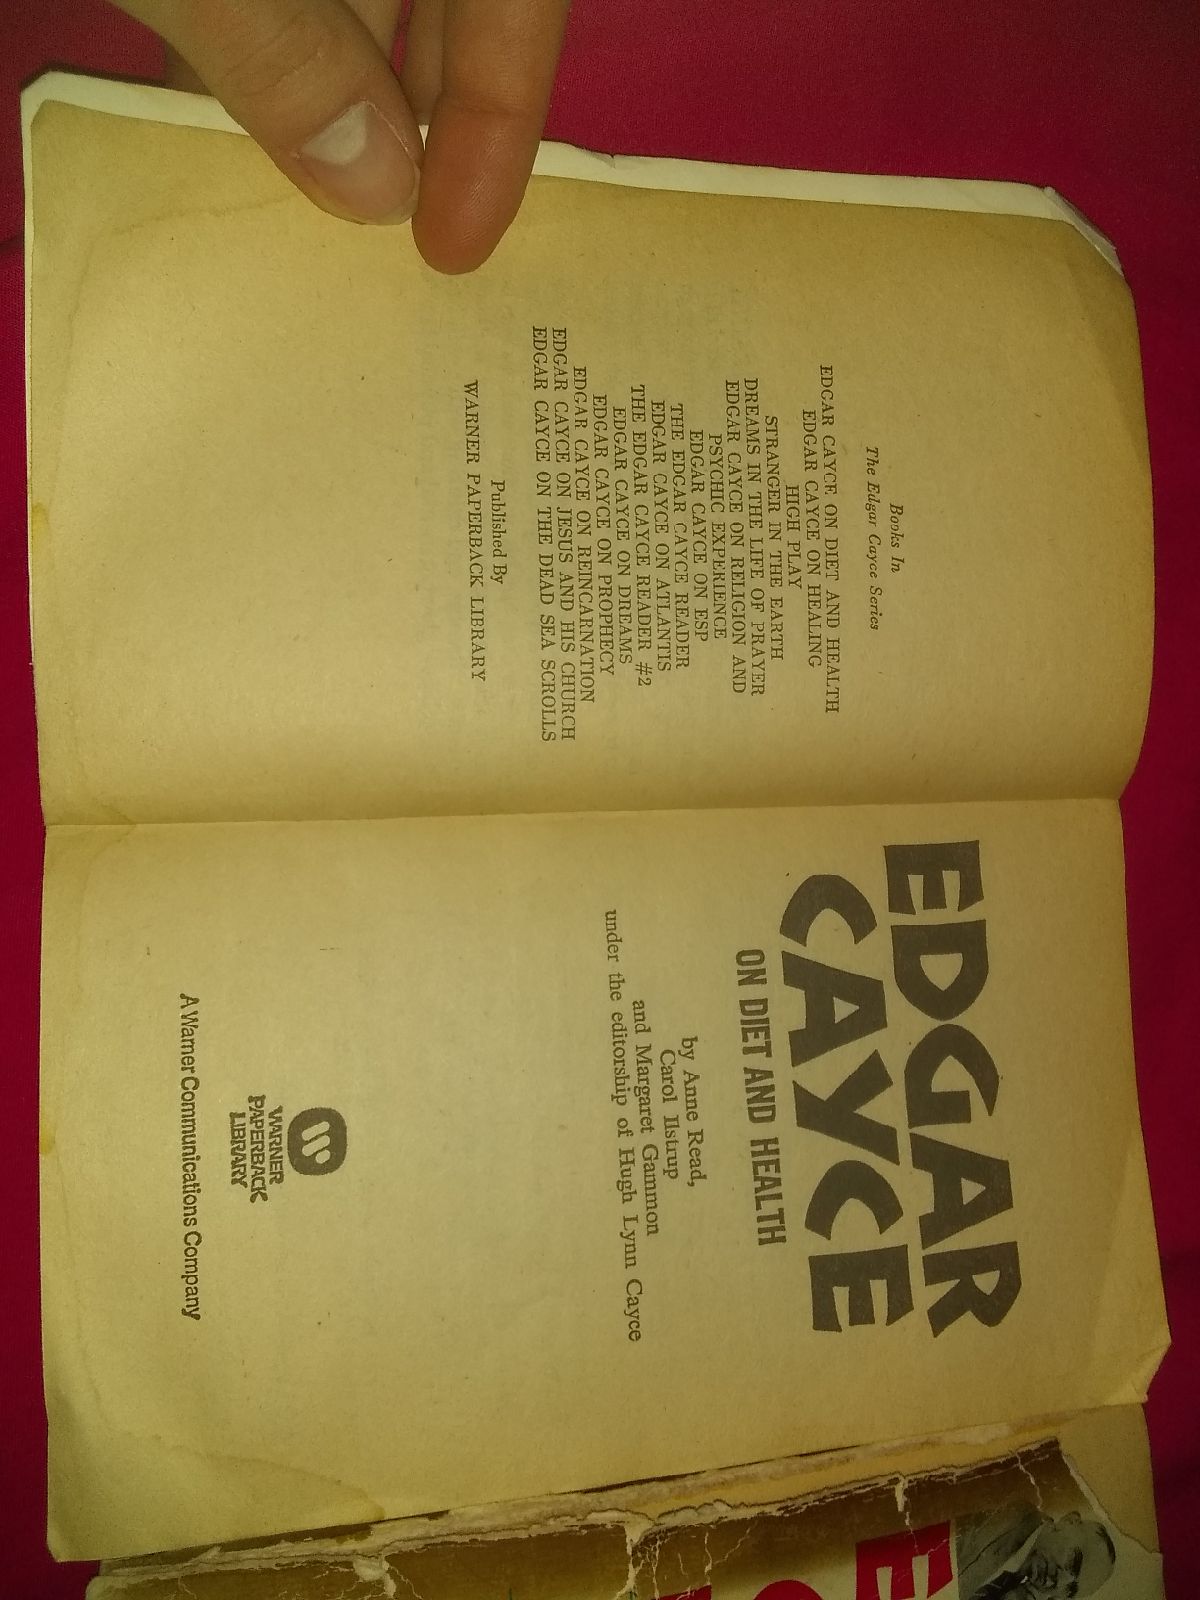 Books In
The Edgar Cayce Series
EDGAR CAYCE ON DIET AND HEALTH
EDGAR CAYCE ON HEALING
HIGH PLAY
STRANGER IN THE EARTH
DREAMS IN THE LIFE OF PRAYER
EDGAR CAYCE ON RELIGION AND
PSYCHIC EXPERIENCE
EDGAR CAYCE ON ESP
THE EDGAR CAYCE READER
EDGAR CAYCE ON ATLANTIS
THE EDGAR CAYCE READER #2
EDGAR CAYCE ON DREAMS
EDGAR CAYCE ON PROPHECY
EDGAR CAYCE ON REINCARNATION
EDGAR CAYCE ON JESUS AND HIS CHURCH
EDGAR CAYCE ON THE DEAD SEA SCROLLS
Published By
WARNER PAPERBACK LIBRARY
EDGAR
CAYCE
ON DIET AND HEALTH
by Anne Read,
Carol Ilstrup
and Margaret Gammon
under the editorship of Hugh Lynn Cayce
WARNER
PAPERBACK
LIBRARY
A Warner Communications Company